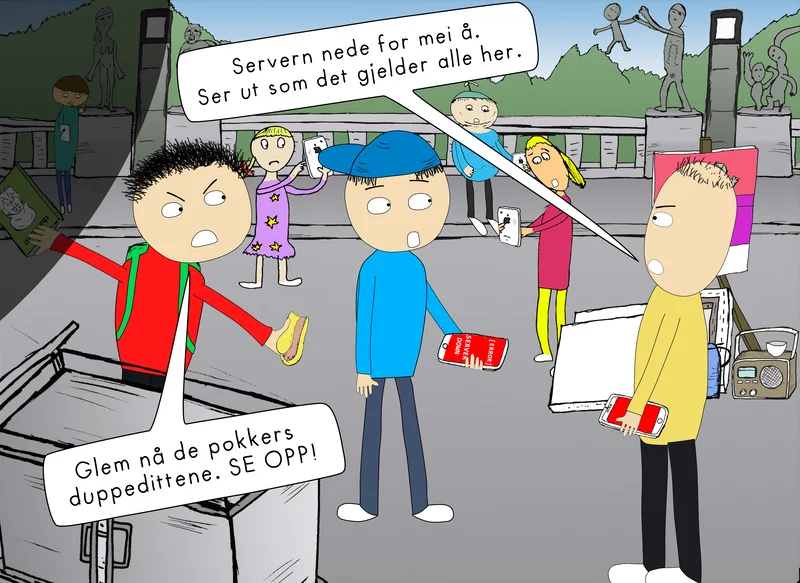 Servern nede for mei å.
Ser ut som det gjelder alle her.
[ERROR]
SERVER
DOWN
Glem nå de pokkers
duppedittene. SE OPP!